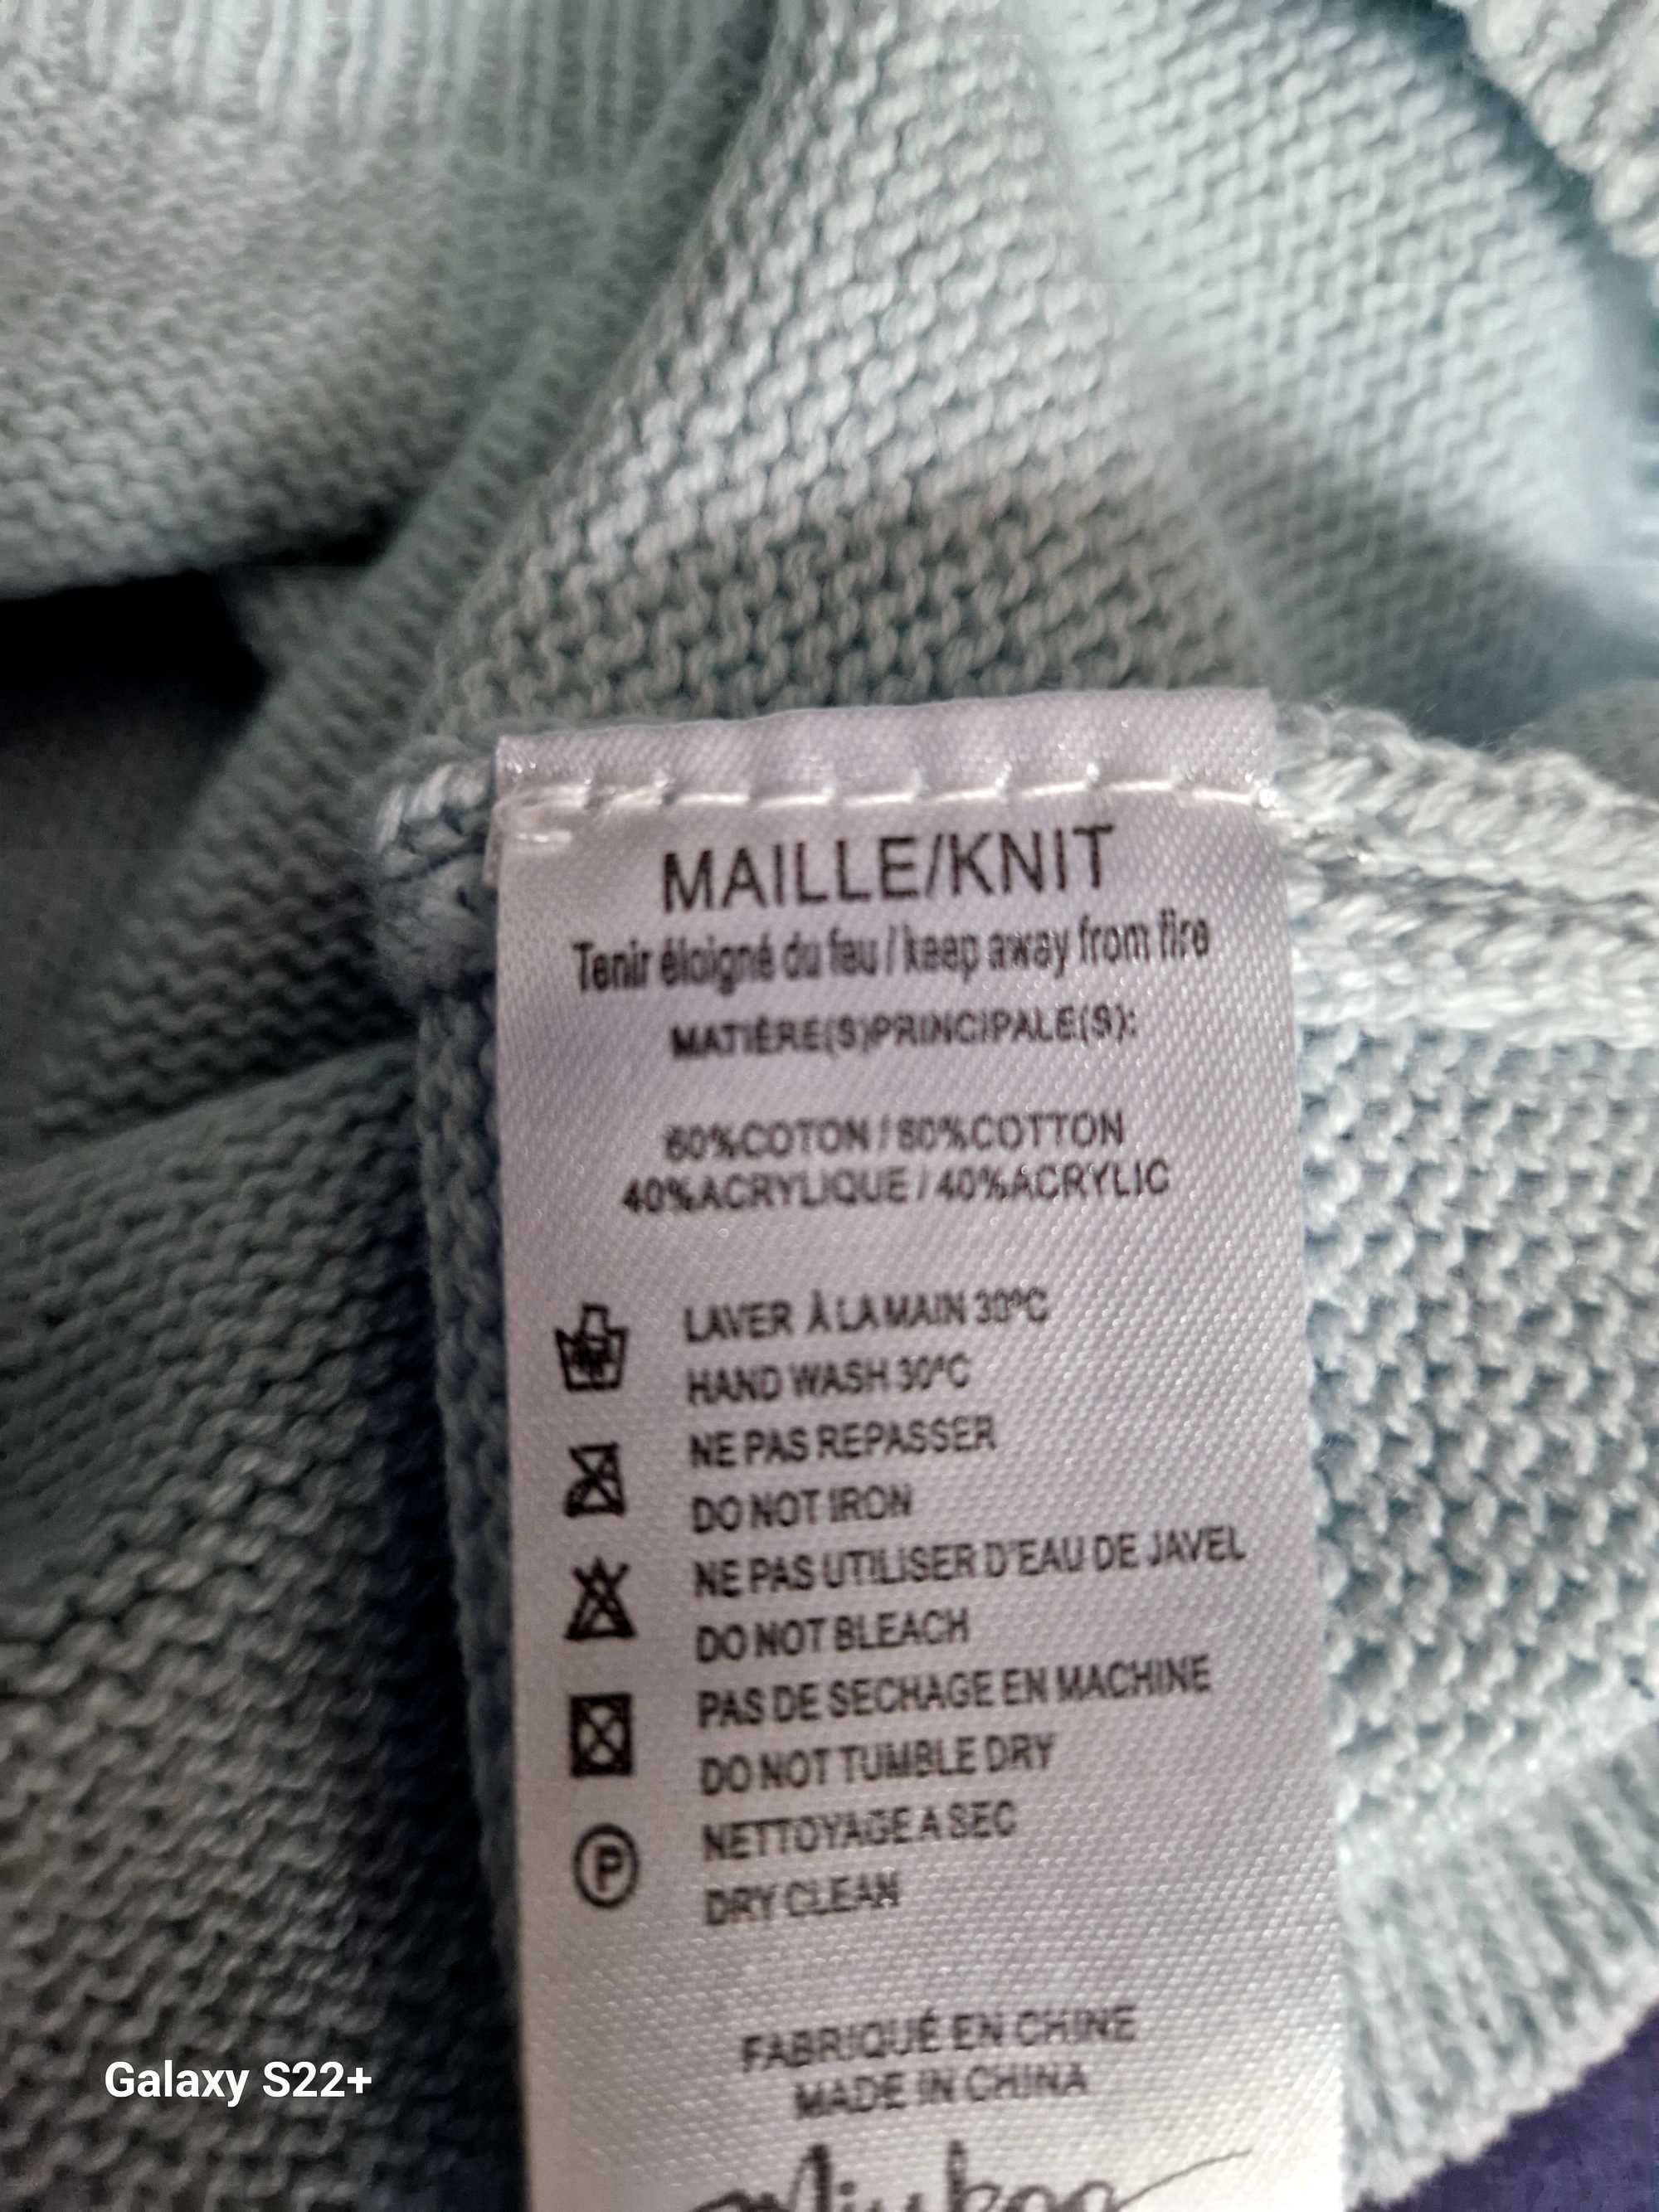 MAILLE/KNIT
Tenir éloigné du feu / keep away from fire
MATIÈRE(S)PRINCIPALE(S):
60%COTON / 60%COTTON
40%ACRYLIQUE / 40%ACRYLIC
LAVER À LA MAIN 30°C
HAND WASH 30°C
NE PAS REPASSER
DO NOT IRON
NE PAS UTILISER D'EAU DE JAVEL
DO NOT BLEACH
PAS DE SECHAGE EN MACHINE
DO NOT TUMBLE DRY
P
NETTOYAGE A SEC
DRY CLEAN
FABRIQUÉ EN CHINE
MADE IN CHINA
Galaxy S22+